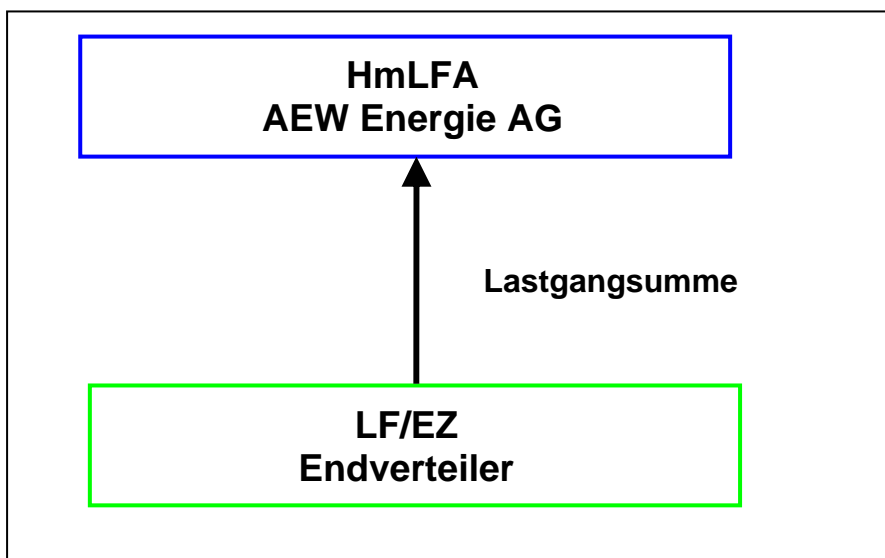 HmLFA
AEW Energie AG
Lastgangsumme
LF/EZ
Endverteiler